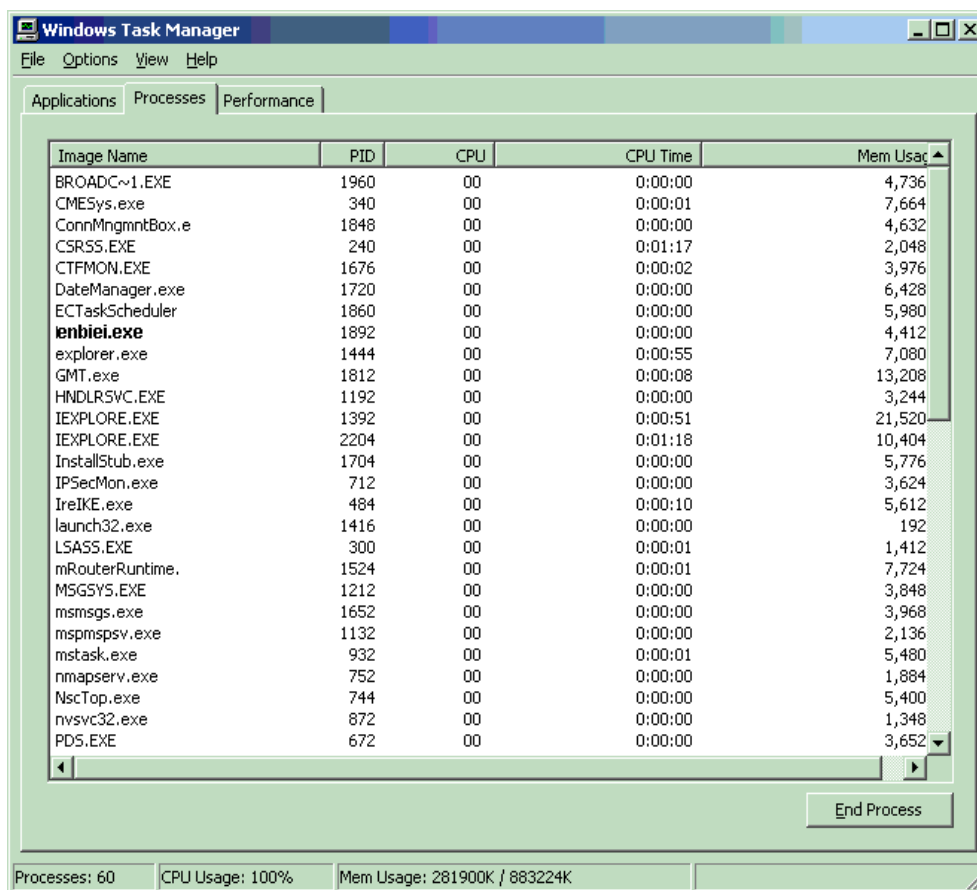 Windows Task Manager
File Options View Help
Applications Processes Performance
Image Name PID CPU CPU Time Mem Usag
BROADC~1.EXE 1960 00 0:00:00 4,736
CMESys.exe 340 00 0:00:01 7,664
ConnMngmntBox.e 1848 00 0:00:00 4,632
CSRSS.EXE 240 00 0:01:17 2,048
CTFMON.EXE 1676 00 0:00:02 3,976
DateManager.exe 1720 00 0:00:00 6,428
ECTaskScheduler 1860 00 0:00:00 5,980
enbiei.exe 1892 00 0:00:00 4,412
explorer.exe 1444 00 0:00:55 7,080
GMT.exe 1812 00 0:00:08 13,208
HNDLRSVC.EXE 1192 00 0:00:00 3,244
IEXPLORE.EXE 1392 00 0:00:51 21,520
IEXPLORE.EXE 2204 00 0:01:18 10,404
InstallStub.exe 1704 00 0:00:00 5,776
IPSecMon.exe 712 00 0:00:00 3,624
IreIKE.exe 484 00 0:00:10 5,612
launch32.exe 1416 00 0:00:00 192
LSASS.EXE 300 00 0:00:01 1,412
mRouterRuntime. 1524 00 0:00:01 7,724
MSGSYS.EXE 1212 00 0:00:00 3,848
msmsgs.exe 1652 00 0:00:00 3,968
mspmspsv.exe 1132 00 0:00:00 2,136
mstask.exe 932 00 0:00:01 5,480
nmapserv.exe 752 00 0:00:00 1,884
NscTop.exe 744 00 0:00:00 5,400
nvsvc32.exe 872 00 0:00:00 1,348
PDS.EXE 672 00 0:00:00 3,652
End Process
Processes: 60 CPU Usage: 100% Mem Usage: 281900K / 883224K